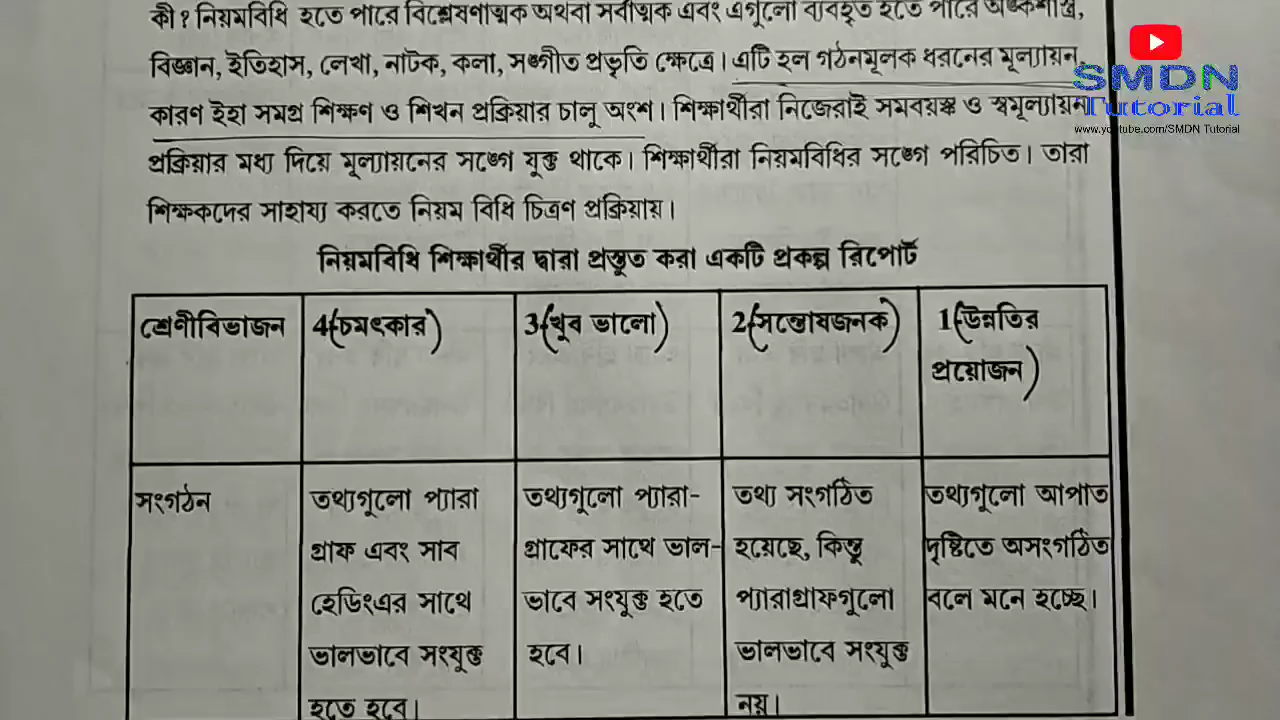 কী? নিয়মবিধি হতে পারে বিশ্লেষণাত্মক অথবা সর্বাত্মক এবং এগুলো ব্যবহৃত হতে পারে অঙ্কশাস্ত্র,
বিজ্ঞান, ইতিহাস, লেখা, নাটক, কলা, সঙ্গীত প্রভৃতি ক্ষেত্রে। এটি হল গঠনমূলক ধরনের মূল্যায়ন,
কারণ ইহা সমগ্র শিক্ষণ ও শিখন প্রক্রিয়ার চালু অংশ। শিক্ষার্থীরা নিজেরাই সমবয়স্ক ও স্বমূল্যায়ন
প্রক্রিয়ার মধ্য দিয়ে মূল্যায়নের সঙ্গে যুক্ত থাকে। শিক্ষার্থীরা নিয়মবিধির সঙ্গে পরিচিত। তারা
শিক্ষকদের সাহায্য করতে নিয়ম বিধি চিত্রণ প্রক্রিয়ায়।
নিয়মবিধি শিক্ষার্থীর দ্বারা প্রস্তুত করা একটি প্রকল্প রিপোর্ট
শ্রেণীবিভাজন 4(চমৎকার) 3(খুব ভালো) 2(সন্তোষজনক) 1(উন্নতির
প্রয়োজন)
সংগঠন তথ্যগুলো প্যারা তথ্যগুলো প্যারা- তথ্য সংগঠিত তথ্যগুলো আপাত
গ্রাফ এবং সাব গ্রাফের সাথে ভাল- হয়েছে, কিন্তু দৃষ্টিতে অসংগঠিত
হেডিংএর সাথে ভাবে সংযুক্ত হতে প্যারাগ্রাফগুলো বলে মনে হচ্ছে।
ভালভাবে সংযুক্ত হবে। ভালভাবে সংযুক্ত
হতে হবে। নয়।
SMDN
Tutorial
www.youtube.com/SMDN Tutorial